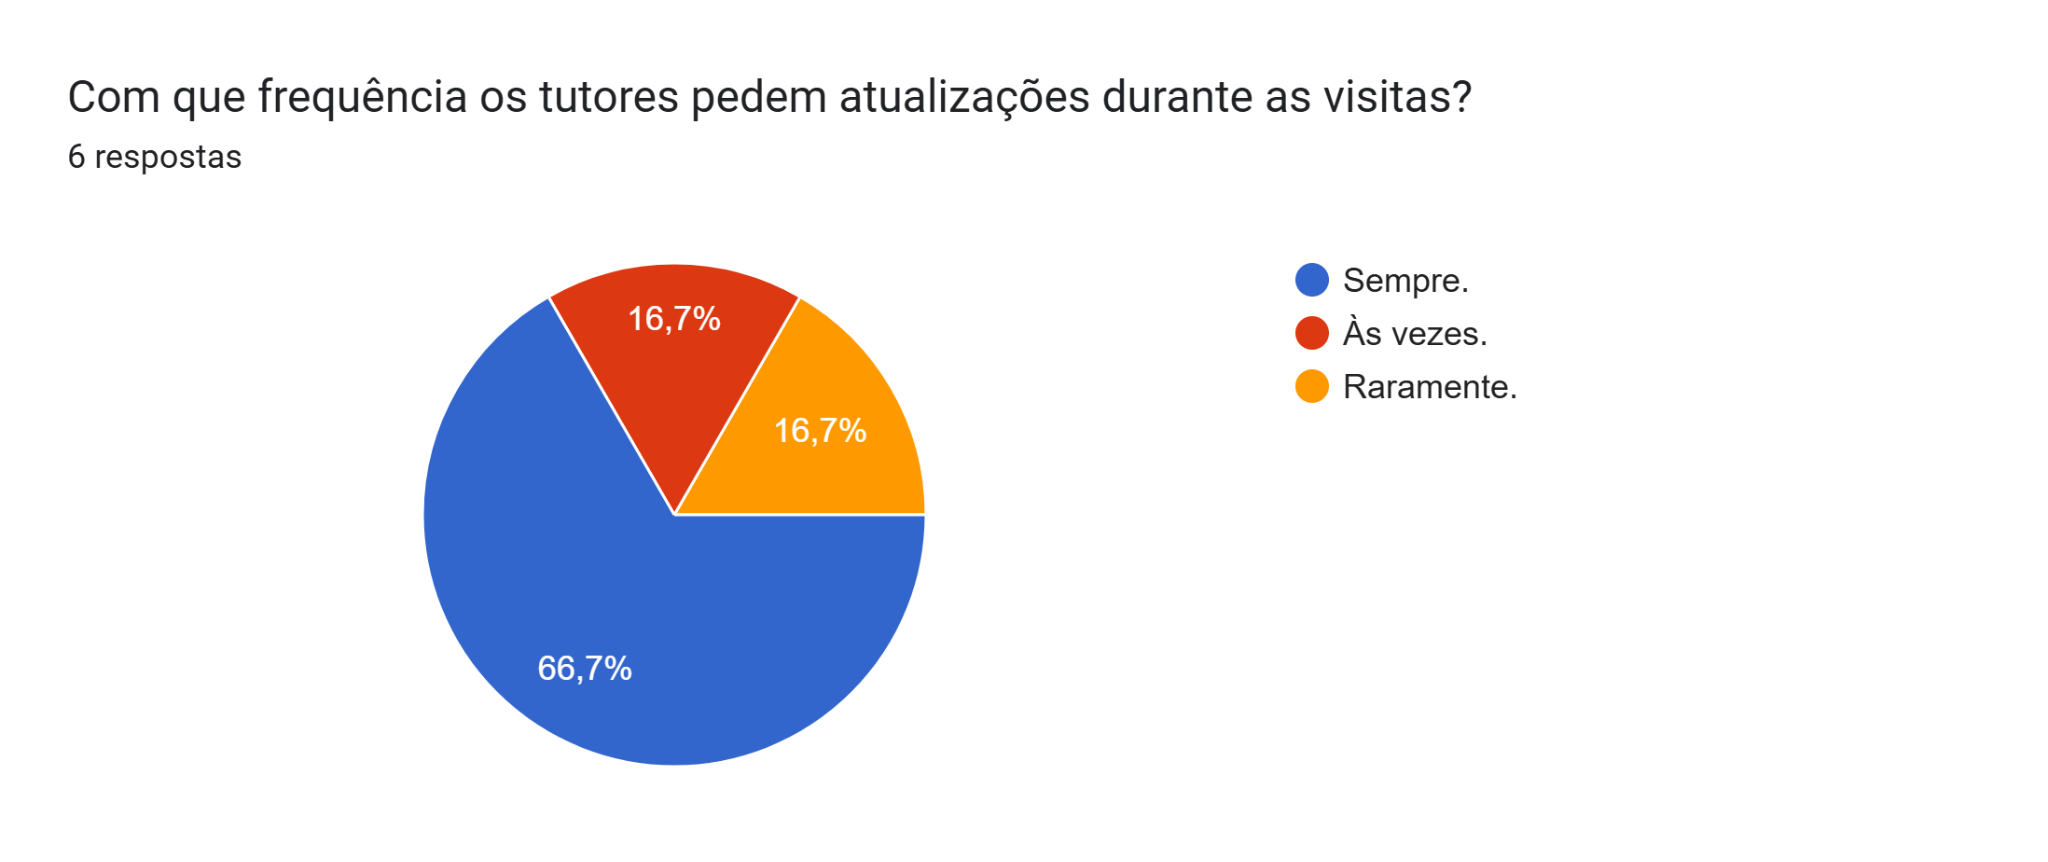 Com que frequência os tutores pedem atualizações durante as visitas?
6 respostas
Sempre.
Às vezes.
Raramente.
16,7%
16,7%
66,7%